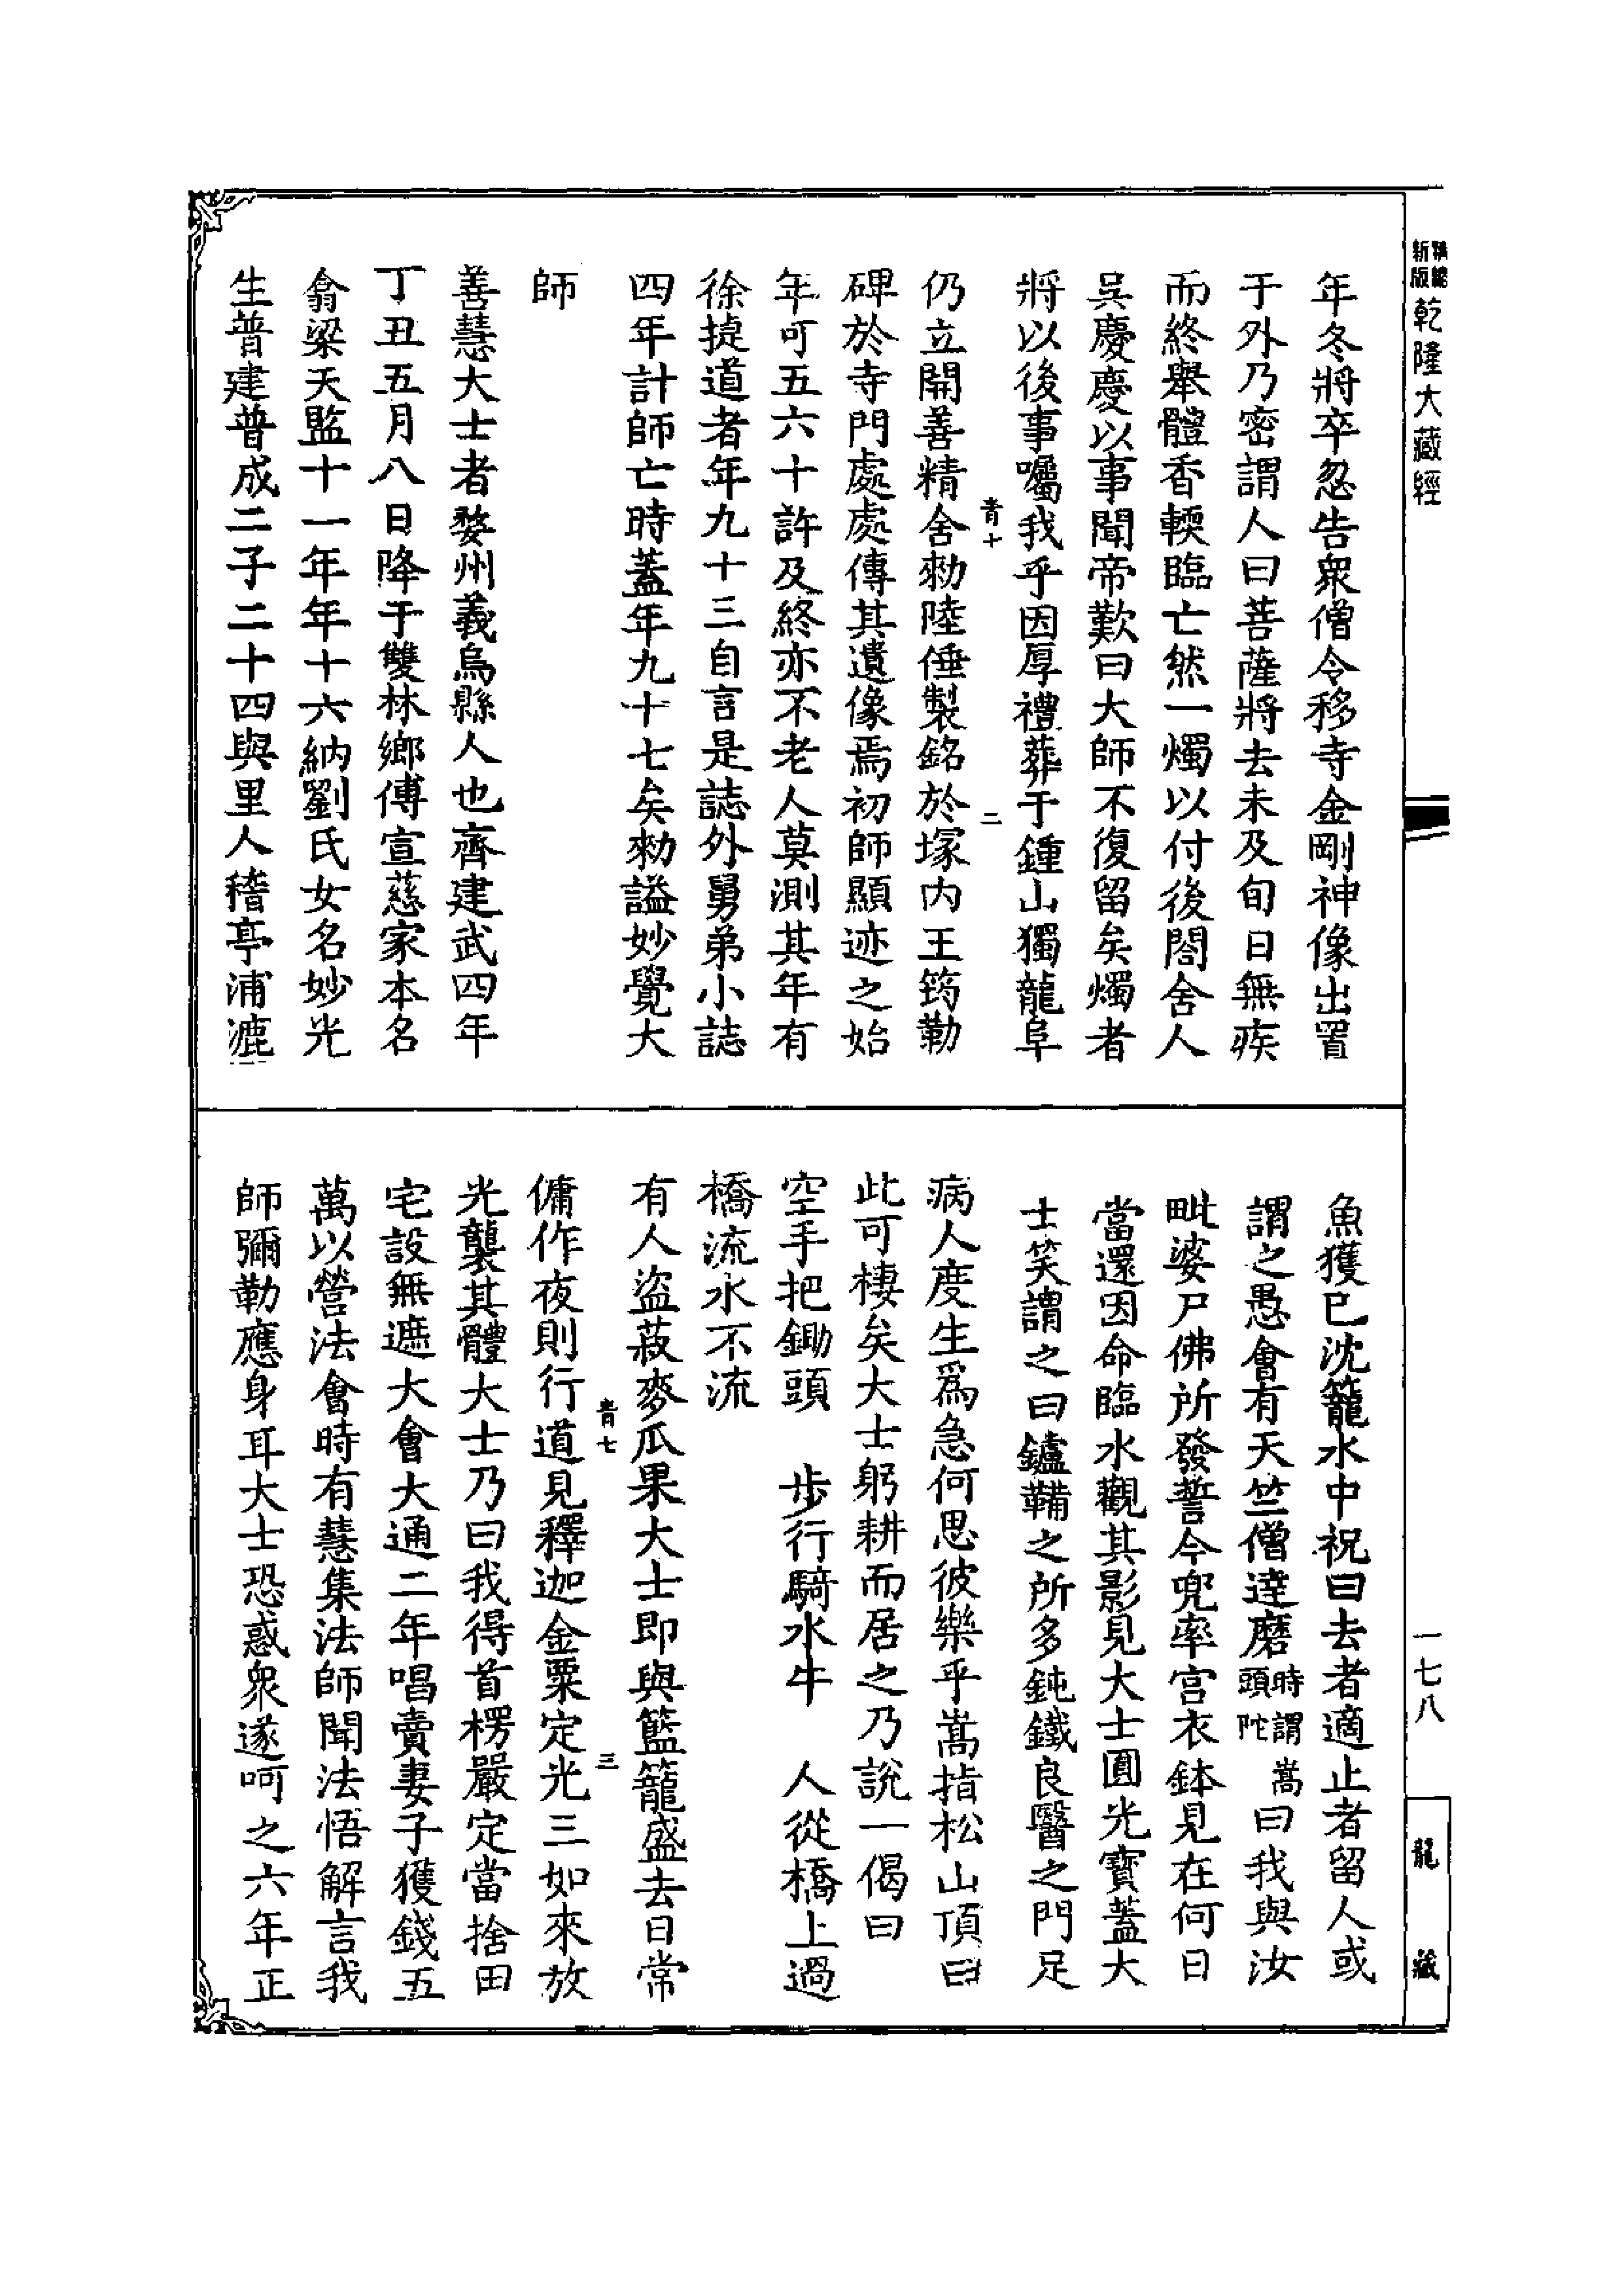 新版
精縮
乾隆大藏經
一七八
龍藏
年冬將卒忽告衆僧令移寺金剛神像出置
于外乃密謂人曰菩薩將去未及旬日無疾
而終舉體香輭臨亡然一燭以付後閤舍人
吳慶慶以事聞帝歎曰大師不復留矣燭者
將以後事囑我乎因厚禮葬于鍾山獨龍阜
青十 二
仍立開善精舍勑陸倕製銘於塚内王筠勒
碑於寺門處處傳其遺像焉初師顯迹之始
年可五六十許及終亦不老人莫測其年有
徐捷道者年九十三自言是誌外舅弟小誌
四年計師亡時蓋年九十七矣勑謚妙覺大
師
善慧大士者婺州義烏縣人也齊建武四年
丁丑五月八日降于雙林鄉傅宣慈家本名
翕梁天監十一年年十六納劉氏女名妙光
生普建普成二子二十四與里人稽亭浦漉
魚獲已沈籠水中祝曰去者適止者留人或
謂之愚會有天竺僧達磨時謂嵩頭陀曰我與汝
毗婆尸佛所發誓今兜率宮衣鉢見在何日
當還因命臨水觀其影見大士圓光寶蓋大
士笑謂之曰鑪鞴之所多鈍鐵良醫之門足
病人度生爲急何思彼樂乎嵩指松山頂曰
此可棲矣大士躬耕而居之乃説一偈曰
空手把鋤頭 步行騎水牛 人從橋上過
橋流水不流
有人盜菽麥瓜果大士即與籃籠盛去日常
青七 三
傭作夜則行道見釋迦金粟定光三如來放
光襲其體大士乃曰我得首楞嚴定當捨田
宅設無遮大會大通二年唱賣妻子獲錢五
萬以營法會時有慧集法師聞法悟解言我
師彌勒應身耳大士恐惑衆遂呵之六年正